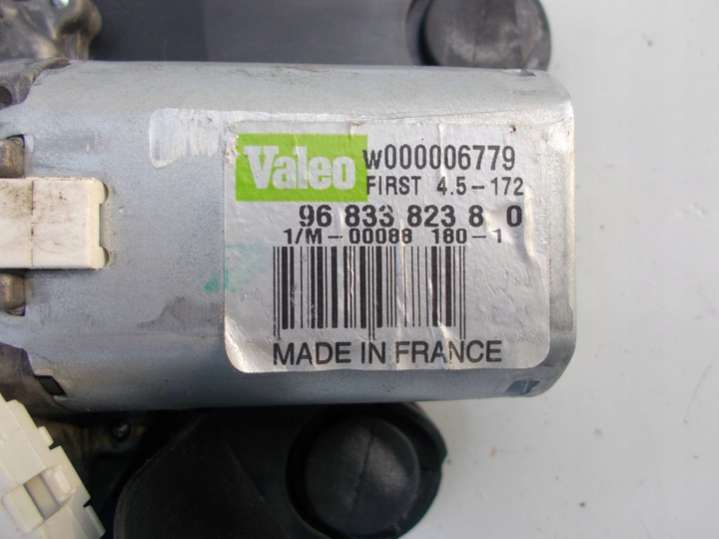 Valeo
w000006779
FIRST 4.5-172
96 833 823 8 0
1/M-00088 180-1
MADE IN FRANCE